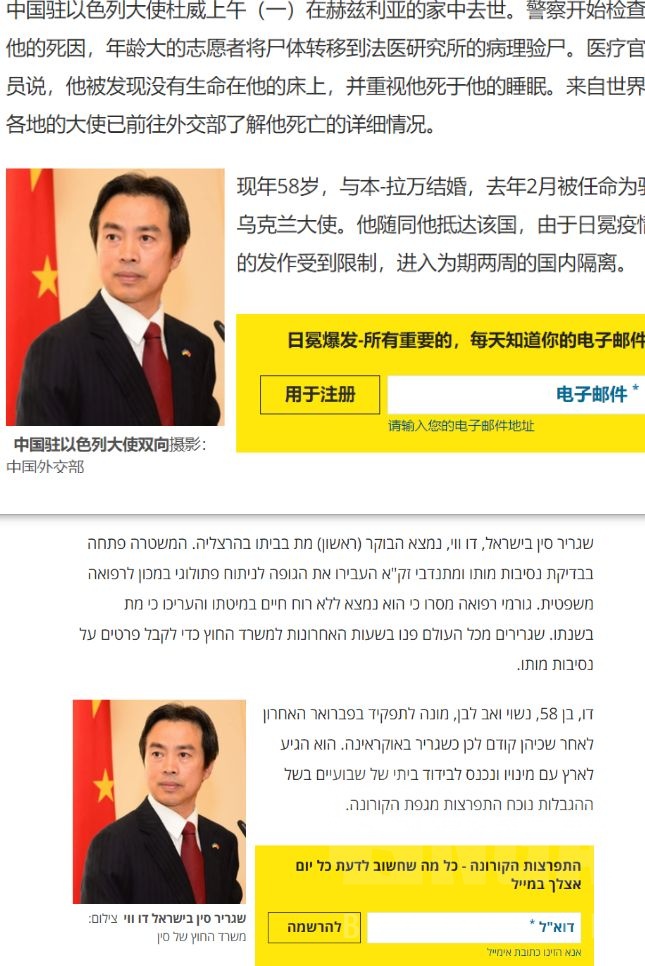 中国驻以色列大使杜威上午（一）在赫兹利亚的家中去世。警察开始检查
他的死因，年龄大的志愿者将尸体转移到法医研究所的病理验尸。医疗官
员说，他被发现没有生命在他的床上，并重视他死于他的睡眠。来自世界
各地的大使已前往外交部了解他死亡的详细情况。
现年58岁，与本-拉万结婚，去年2月被任命为驻
乌克兰大使。他随同他抵达该国，由于日冕疫情
的发作受到限制，进入为期两周的国内隔离。
日冕爆发-所有重要的，每天知道你的电子邮件
用于注册
电子邮件 *
请输入您的电子邮件地址
中国驻以色列大使双向摄影：
中国外交部
שגריר סין בישראל, דו ווי, נמצא הבוקר (ראשון) מת בביתו בהרצליה. המשטרה פתחה
בבדיקת נסיבות מותו ומתנדבי זק"א העבירו את הגופה לניתוח פתולוגי במכון לרפואה
משפטית. גורמי רפואה מסרו כי הוא נמצא ללא רוח חיים במיטתו והעריכו כי מת
בשנתו. שגרירים מכל העולם פנו בשעות האחרונות למשרד החוץ כדי לקבל פרטים על
נסיבות מותו.
דו, בן 58, נשוי ואב לבן, מונה לתפקיד בפברואר האחרון
לאחר שכיהן קודם לכן כשגריר באוקראינה. הוא הגיע
לארץ עם מינויו ונכנס לבידוד ביתי של שבועיים בשל
ההגבלות נוכח התפרצות מגפת הקורונה.
התפרצות הקורונה - כל מה שחשוב לדעת כל יום
אצלך במייל
דוא"ל *
להרשמה
אנא הזינו כתובת אימייל
שגריר סין בישראל דו ווי צילום:
משרד החוץ של סין